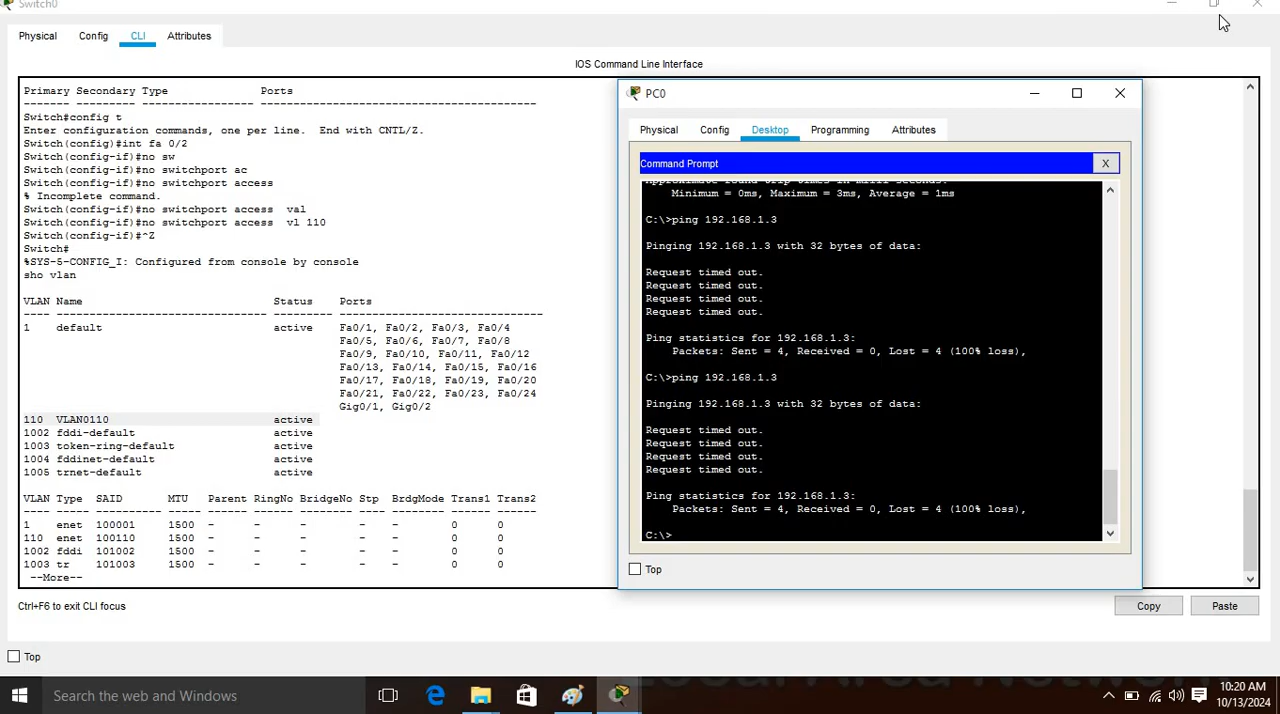 Switch0
Physical Config CLI Attributes
IOS Command Line Interface
Primary Secondary Type Ports
------- --------- ----------------- ------------------------------------------
Switch#config t
Enter configuration commands, one per line. End with CNTL/Z.
Switch(config)#int fa 0/2
Switch(config-if)#no sw
Switch(config-if)#no switchport ac
Switch(config-if)#no switchport access
% Incomplete command.
Switch(config-if)#no switchport access val
Switch(config-if)#no switchport access vl 110
Switch(config-if)#^Z
Switch#
%SYS-5-CONFIG_I: Configured from console by console
sho vlan
VLAN Name Status Ports
---- -------------------------------- --------- -------------------------------
1 default active Fa0/1, Fa0/2, Fa0/3, Fa0/4
Fa0/5, Fa0/6, Fa0/7, Fa0/8
Fa0/9, Fa0/10, Fa0/11, Fa0/12
Fa0/13, Fa0/14, Fa0/15, Fa0/16
Fa0/17, Fa0/18, Fa0/19, Fa0/20
Fa0/21, Fa0/22, Fa0/23, Fa0/24
Gig0/1, Gig0/2
110 VLAN0110 active
1002 fddi-default active
1003 token-ring-default active
1004 fddinet-default active
1005 trnet-default active
VLAN Type SAID MTU Parent RingNo BridgeNo Stp BrdgMode Trans1 Trans2
---- ----- ---------- ----- ------ ------ -------- ---- -------- ------ ------
1 enet 100001 1500 - - - - - 0 0
110 enet 100110 1500 - - - - - 0 0
1002 fddi 101002 1500 - - - - - 0 0
1003 tr 101003 1500 - - - - - 0 0
--More--
Ctrl+F6 to exit CLI focus
Copy Paste
Top
PC0
Physical Config Desktop Programming Attributes
Command Prompt X
Approximate round trip times in milli-seconds:
Minimum = 0ms, Maximum = 3ms, Average = 1ms
C:\>ping 192.168.1.3
Pinging 192.168.1.3 with 32 bytes of data:
Request timed out.
Request timed out.
Request timed out.
Request timed out.
Ping statistics for 192.168.1.3:
Packets: Sent = 4, Received = 0, Lost = 4 (100% loss),
C:\>ping 192.168.1.3
Pinging 192.168.1.3 with 32 bytes of data:
Request timed out.
Request timed out.
Request timed out.
Request timed out.
Ping statistics for 192.168.1.3:
Packets: Sent = 4, Received = 0, Lost = 4 (100% loss),
C:\>
Top
Search the web and Windows
Local Area Network
10:20 AM
10/13/2024